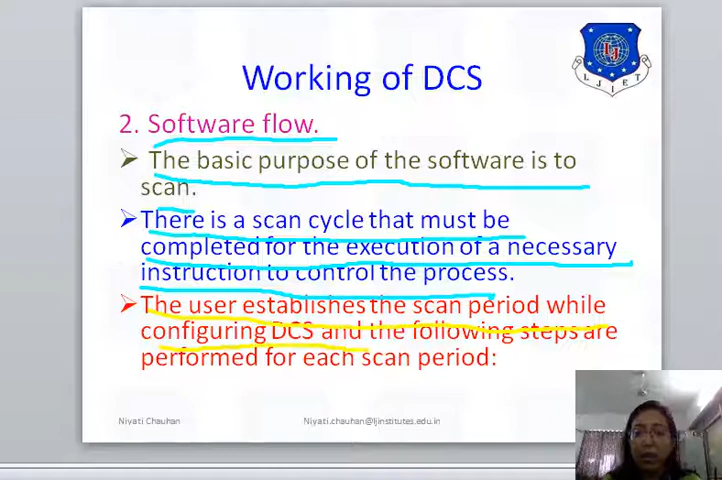 Working of DCS
LJIET
2. Software flow.
The basic purpose of the software is to
scan.
There is a scan cycle that must be
completed for the execution of a necessary
instruction to control the process.
The user establishes the scan period while
configuring DCS and the following steps are
performed for each scan period:
Niyati Chauhan
Niyati.chauhan@ljinstitutes.edu.in